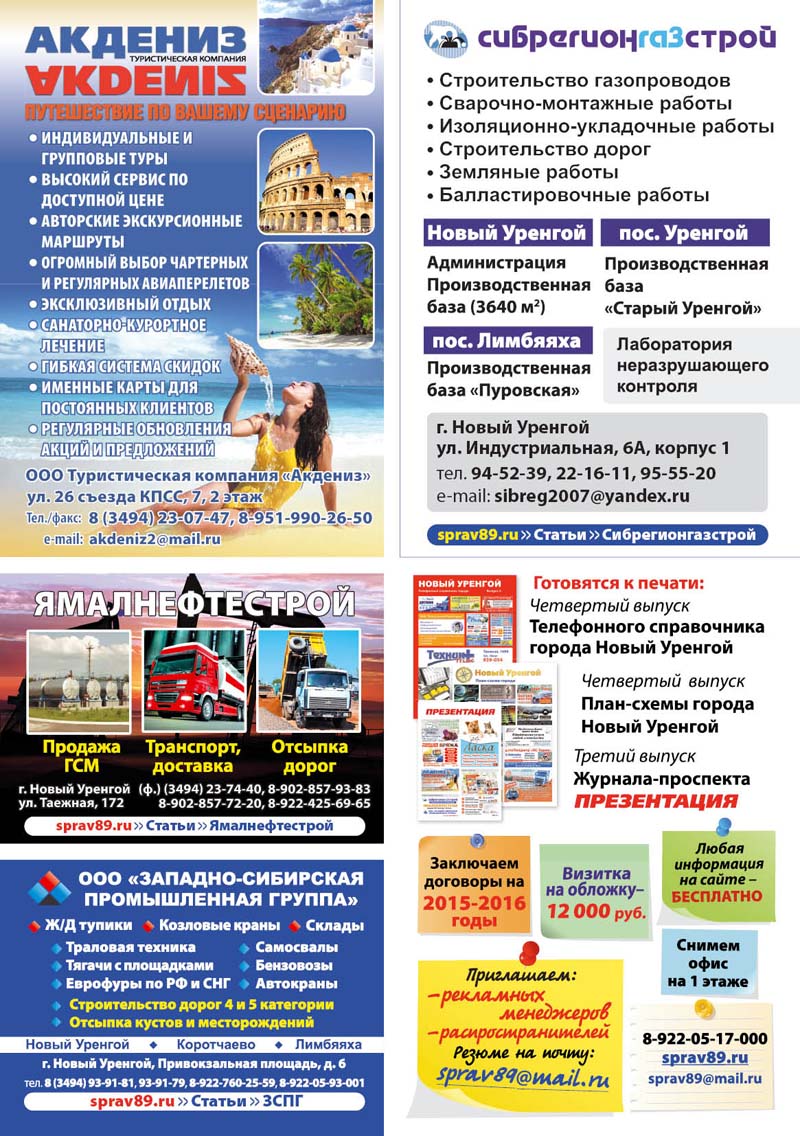 АКДЕНИЗ
ТУРИСТИЧЕСКАЯ КОМПАНИЯ
AKDENIZ
ПУТЕШЕСТВИЕ ПО ВАШЕМУ СЦЕНАРИЮ
• ИНДИВИДУАЛЬНЫЕ И
ГРУППОВЫЕ ТУРЫ
• ВЫСОКИЙ СЕРВИС ПО
ДОСТУПНОЙ ЦЕНЕ
• АВТОРСКИЕ ЭКСКУРСИОННЫЕ
МАРШРУТЫ
• ОГРОМНЫЙ ВЫБОР ЧАРТЕРНЫХ
И РЕГУЛЯРНЫХ АВИАПЕРЕЛЕТОВ
• ЭКСКЛЮЗИВНЫЙ ОТДЫХ
• САНАТОРНО-КУРОРТНОЕ
ЛЕЧЕНИЕ
• ГИБКАЯ СИСТЕМА СКИДОК
• ИМЕННЫЕ КАРТЫ ДЛЯ
ПОСТОЯННЫХ КЛИЕНТОВ
• РЕГУЛЯРНЫЕ ОБНОВЛЕНИЯ
АКЦИЙ И ПРЕДЛОЖЕНИЙ
ООО Туристическая компания «Акдениз»
ул. 26 съезда КПСС, 7, 2 этаж
Тел./факс: 8 (3494) 23-07-47, 8-951-990-26-50
e-mail: akdeniz2@mail.ru
сибрегионгазстрой
• Строительство газопроводов
• Сварочно-монтажные работы
• Изоляционно-укладочные работы
• Строительство дорог
• Земляные работы
• Балластировочные работы
Новый Уренгой
Администрация
Производственная
база (3640 м²)
пос. Уренгой
Производственная
база
«Старый Уренгой»
пос. Лимбяяха
Производственная
база «Пуровская»
Лаборатория
неразрушающего
контроля
г. Новый Уренгой
ул. Индустриальная, 6А, корпус 1
тел. 94-52-39, 22-16-11, 95-55-20
e-mail: sibreg2007@yandex.ru
sprav89.ru » Статьи » Сибрегионгазстрой
ЯМАЛНЕФТЕСТРОЙ
Продажа
ГСМ
Транспорт,
доставка
Отсыпка
дорог
г. Новый Уренгой (ф.) (3494) 23-74-40, 8-902-857-93-83
ул. Таежная, 172 8-902-857-72-20, 8-922-425-69-65
sprav89.ru » Статьи » Ямалнефтестрой
ООО «ЗАПАДНО-СИБИРСКАЯ
ПРОМЫШЛЕННАЯ ГРУППА»
Ж/Д тупики Козловые краны Склады
Траловая техника Самосвалы
Тягачи с площадками Бензовозы
Еврофуры по РФ и СНГ Автокраны
Строительство дорог 4 и 5 категории
Отсыпка кустов и месторождений
Новый Уренгой Коротчаево Лимбяяха
г. Новый Уренгой, Привокзальная площадь, д. 6
тел. 8 (3494) 93-91-81, 93-91-79, 8-922-760-25-59, 8-922-05-93-001
sprav89.ru » Статьи » ЗСПГ
НОВЫЙ УРЕНГОЙ
Новый Уренгой
ПРЕЗЕНТАЦИЯ
Ласка
Готовятся к печати:
Четвертый выпуск
Телефонного справочника
города Новый Уренгой
Четвертый выпуск
План-схемы города
Новый Уренгой
Третий выпуск
Журнала-проспекта
ПРЕЗЕНТАЦИЯ
Заключаем
договоры на
2015-2016
годы
Визитка
на обложку–
12 000 руб.
Любая
информация
на сайте –
БЕСПЛАТНО
Снимем
офис
на 1 этаже
Приглашаем:
–рекламных
менеджеров
–распространителей
Резюме на почту:
sprav89@mail.ru
8-922-05-17-000
sprav89.ru
sprav89@mail.ru